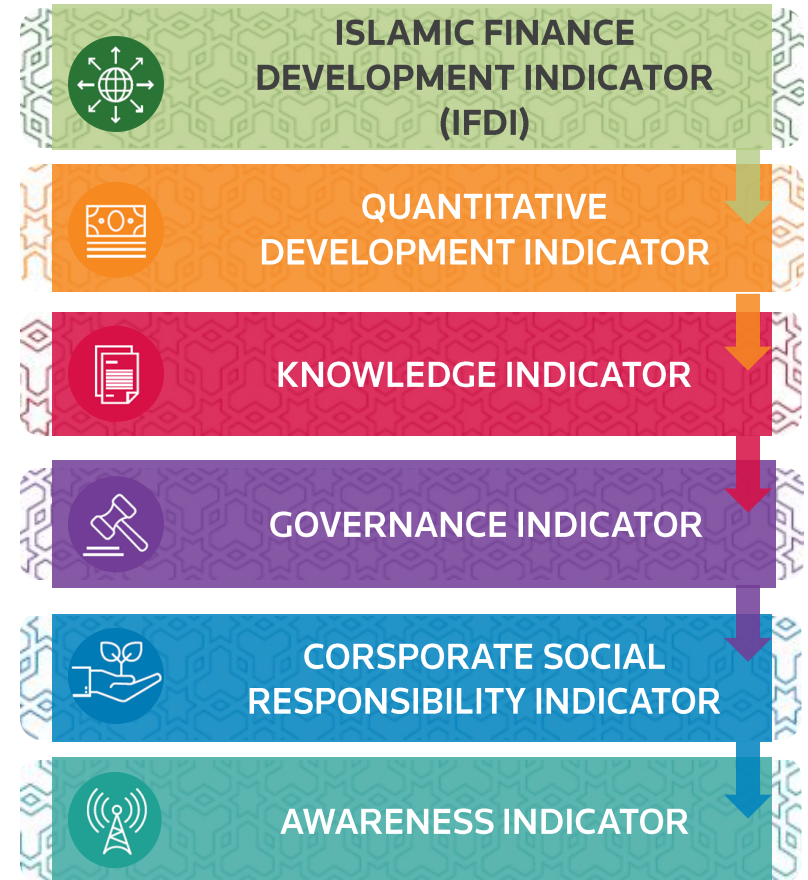 ISLAMIC FINANCE
DEVELOPMENT INDICATOR
(IFDI)
QUANTITATIVE
DEVELOPMENT INDICATOR
KNOWLEDGE INDICATOR
GOVERNANCE INDICATOR
CORSPORATE SOCIAL
RESPONSIBILITY INDICATOR
AWARENESS INDICATOR